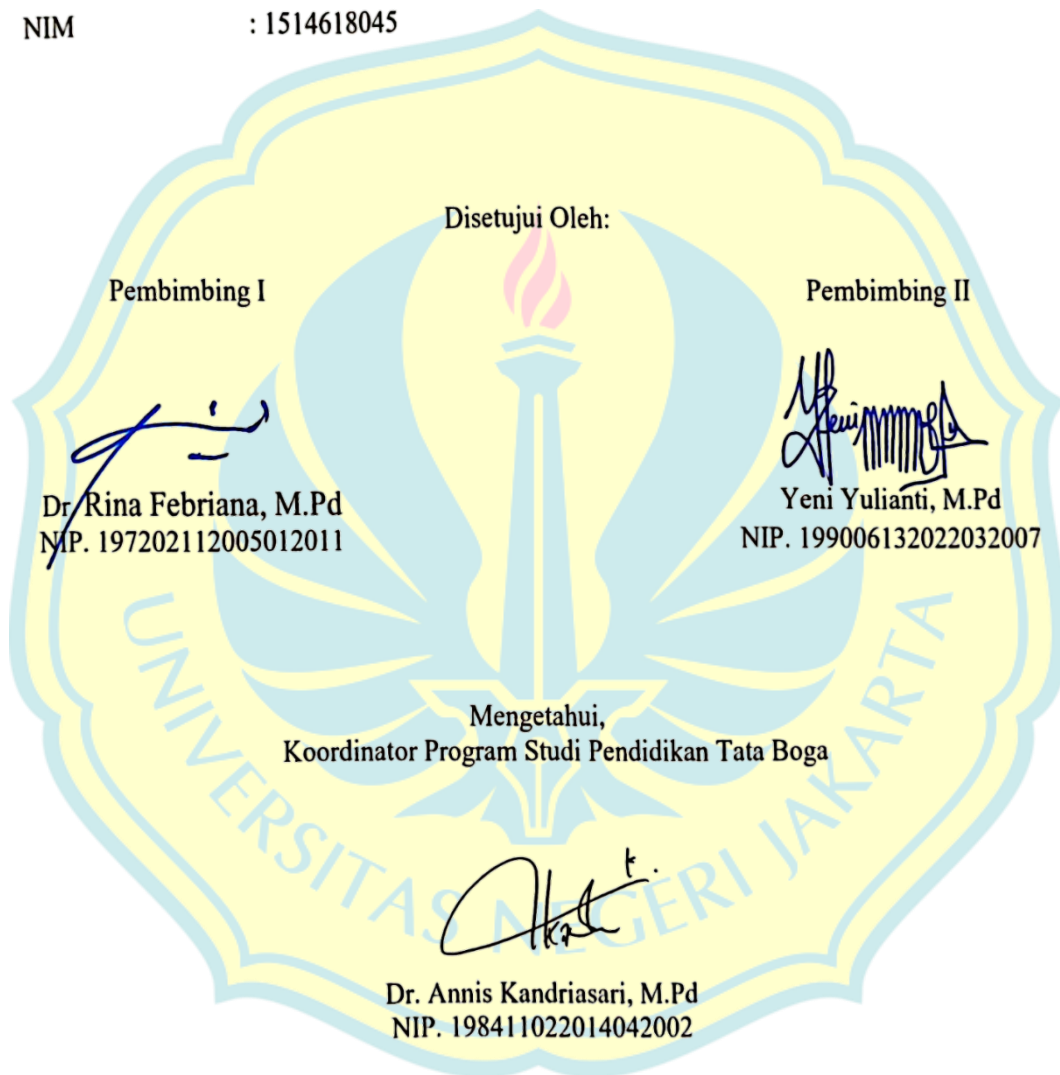 NIM : 1514618045
Disetujui Oleh:
Pembimbing I
Pembimbing II
Dr. Rina Febriana, M.Pd
NIP. 197202112005012011
Yeni Yulianti, M.Pd
NIP. 199006132022032007
Mengetahui,
Koordinator Program Studi Pendidikan Tata Boga
Dr. Annis Kandriasari, M.Pd
NIP. 198411022014042002
UNIVERSITAS NEGERI JAKARTA